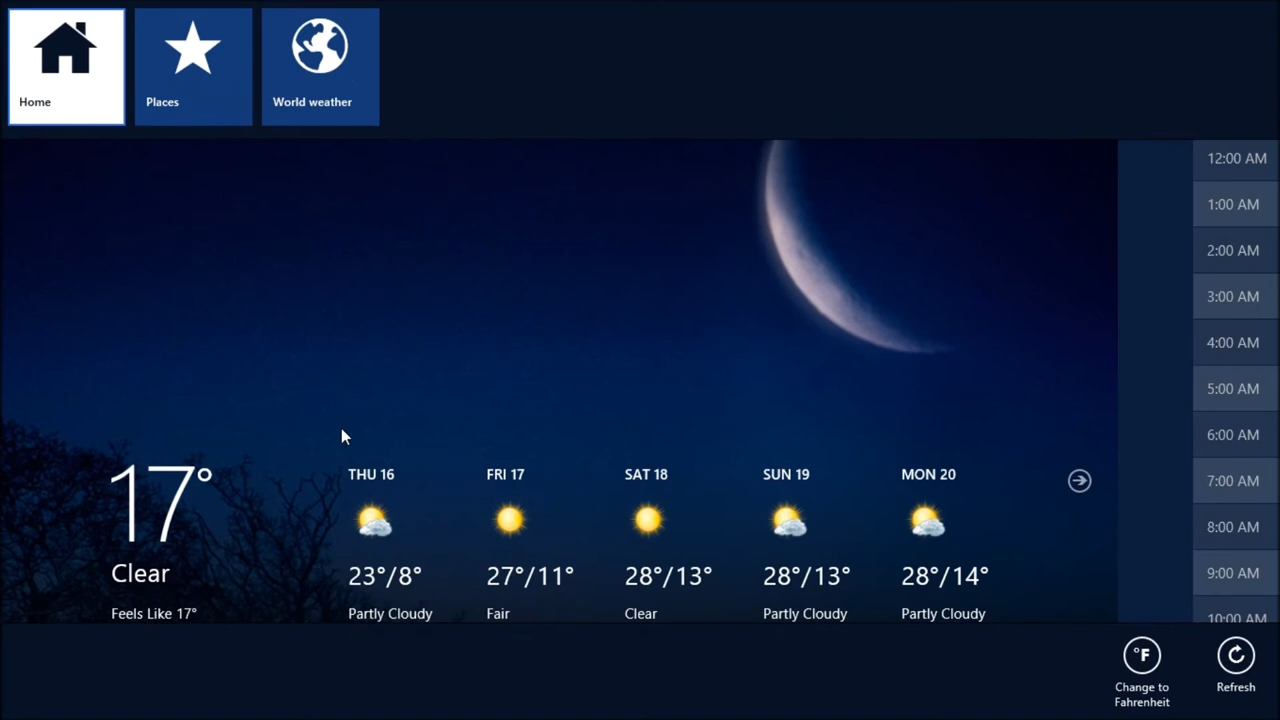 Home
Places
World weather
12:00 AM
1:00 AM
2:00 AM
3:00 AM
4:00 AM
5:00 AM
6:00 AM
7:00 AM
8:00 AM
9:00 AM
10:00 AM
17°
Clear
Feels Like 17°
THU 16
23°/8°
Partly Cloudy
FRI 17
27°/11°
Fair
SAT 18
28°/13°
Clear
SUN 19
28°/13°
Partly Cloudy
MON 20
28°/14°
Partly Cloudy
°F
Change to
Fahrenheit
Refresh